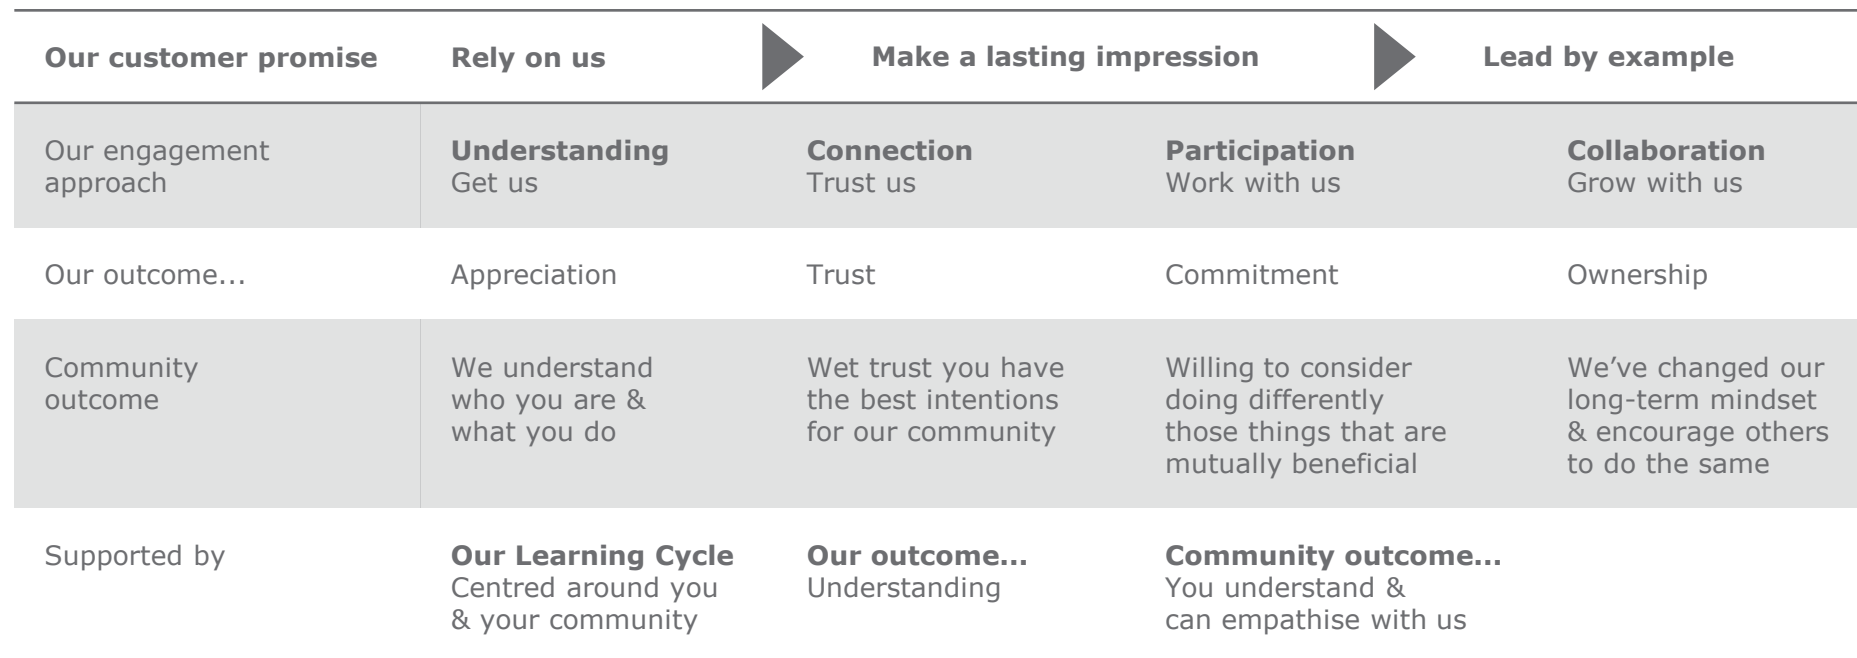 Our customer promise
Rely on us
Make a lasting impression
Lead by example
Our engagement
approach
Understanding
Get us
Connection
Trust us
Participation
Work with us
Collaboration
Grow with us
Our outcome...
Appreciation
Trust
Commitment
Ownership
Community
outcome
We understand
who you are &
what you do
Wet trust you have
the best intentions
for our community
Willing to consider
doing differently
those things that are
mutually beneficial
We’ve changed our
long-term mindset
& encourage others
to do the same
Supported by
Our Learning Cycle
Centred around you
& your community
Our outcome...
Understanding
Community outcome...
You understand &
can empathise with us